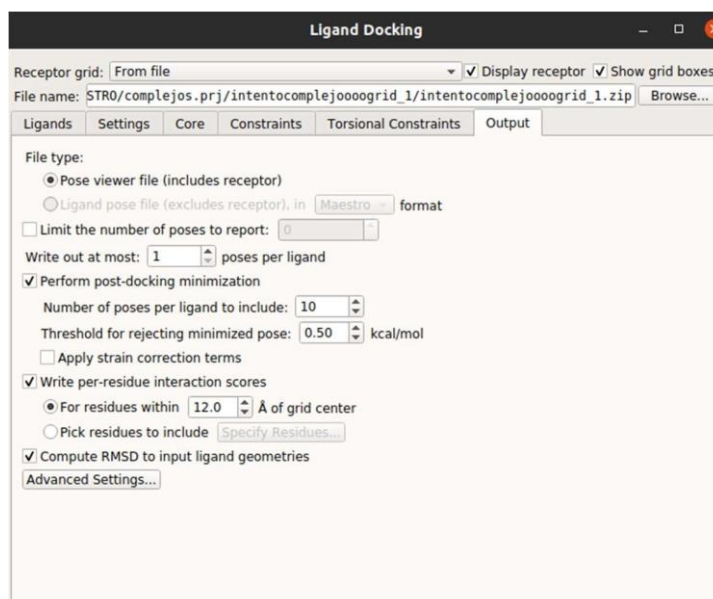 Ligand Docking
Receptor grid: From file Display receptor Show grid boxes
File name: STRO/complejos.prj/intentocomplejoooogrid_1/intentocomplejoooogrid_1.zip Browse...
Ligands Settings Core Constraints Torsional Constraints Output
File type:
Pose viewer file (includes receptor)
Ligand pose file (excludes receptor), in Maestro format
Limit the number of poses to report: 0
Write out at most: 1 poses per ligand
Perform post-docking minimization
Number of poses per ligand to include: 10
Threshold for rejecting minimized pose: 0.50 kcal/mol
Apply strain correction terms
Write per-residue interaction scores
For residues within 12.0 Å of grid center
Pick residues to include Specify Residues...
Compute RMSD to input ligand geometries
Advanced Settings...